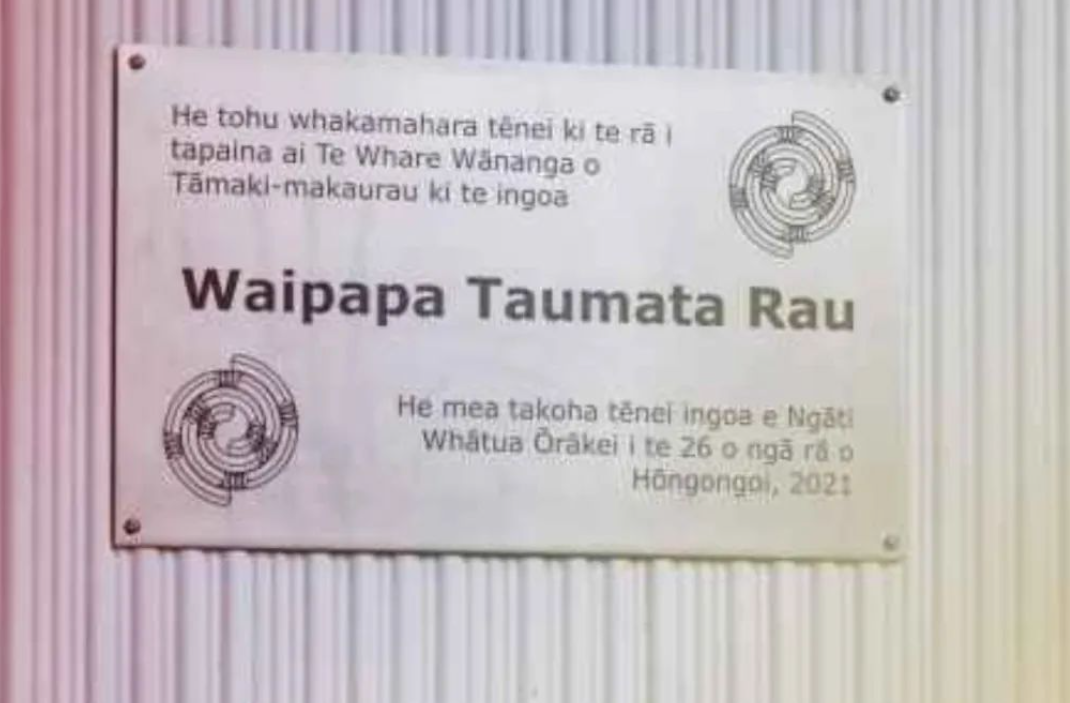 He tohu whakamahara tēnei ki te rā i
tapaina ai Te Whare Wānanga o
Tāmaki-makaurau ki te ingoa
Waipapa Taumata Rau
He mea takoha tēnei ingoa e Ngāti
Whātua Ōrākei i te 26 o ngā rā o
Hōngongoi, 2021